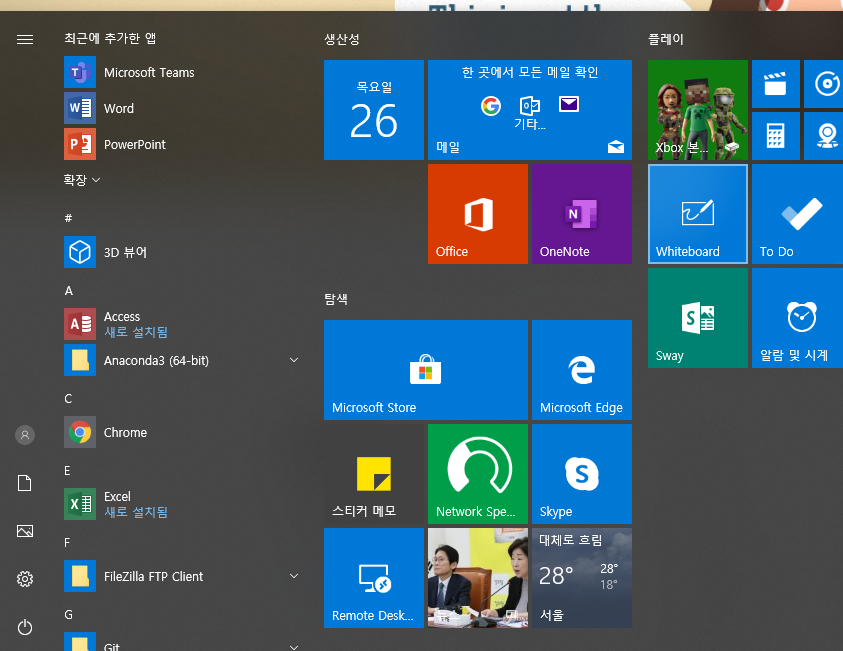 최근에 추가한 앱
Microsoft Teams
Word
PowerPoint
확장
#
3D 뷰어
A
Access
새로 설치됨
Anaconda3 (64-bit)
C
Chrome
E
Excel
새로 설치됨
F
FileZilla FTP Client
G
Git
생산성
목요일
26
한 곳에서 모든 메일 확인
기타...
메일
Office
OneNote
탐색
Microsoft Store
Microsoft Edge
스티커 메모
Network Spe...
Skype
Remote Desk...
대체로 흐림
28°
28°
18°
서울
플레이
Xbox 본...
Whiteboard
To Do
Sway
알람 및 시계